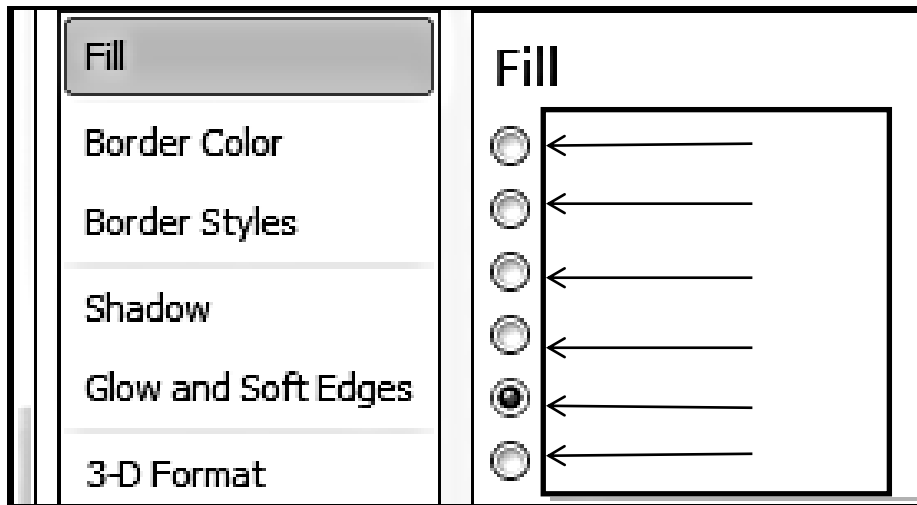 Fill
Border Color
Border Styles
Shadow
Glow and Soft Edges
3-D Format
Fill